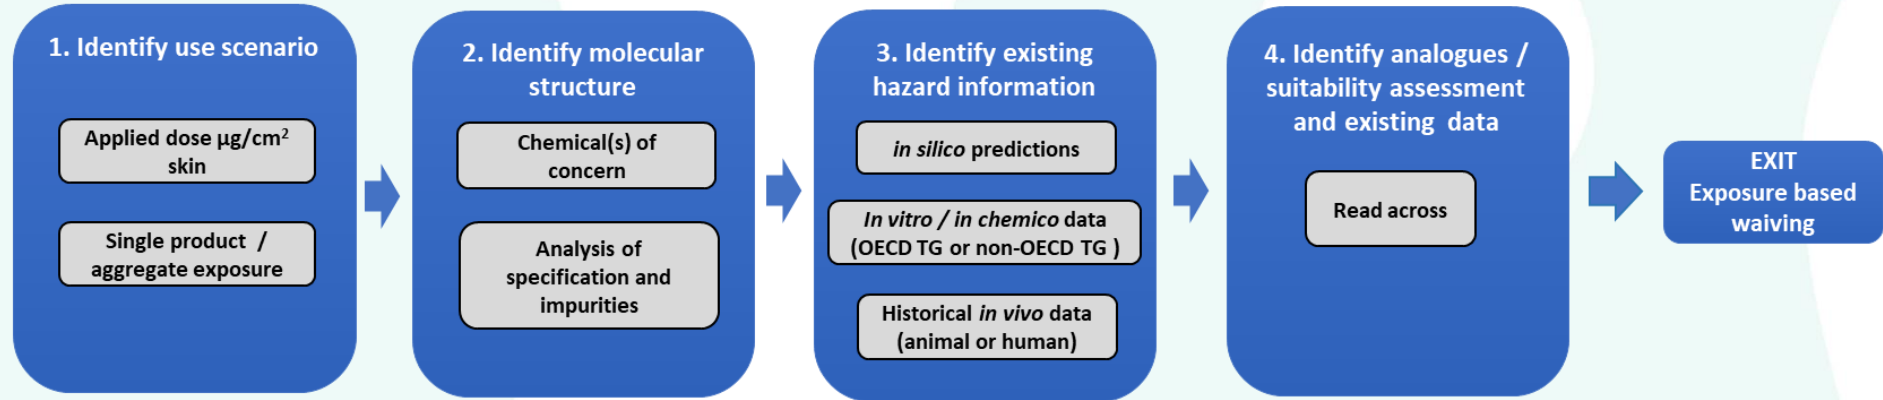 1. Identify use scenario
Applied dose µg/cm²
skin
Single product /
aggregate exposure
2. Identify molecular
structure
Chemical(s) of
concern
Analysis of
specification and
impurities
3. Identify existing
hazard information
in silico predictions
In vitro / in chemico data
(OECD TG or non-OECD TG )
Historical in vivo data
(animal or human)
4. Identify analogues /
suitability assessment
and existing data
Read across
EXIT
Exposure based
waiving